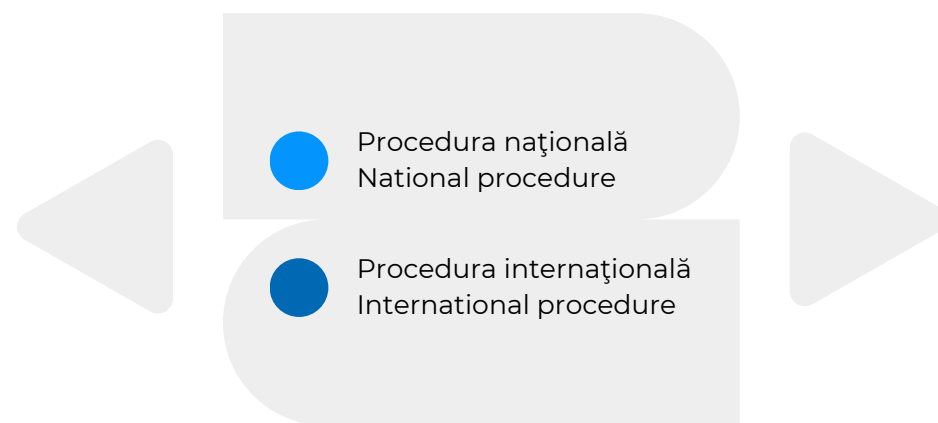 Procedura naţională
National procedure
Procedura internaţională
International procedure